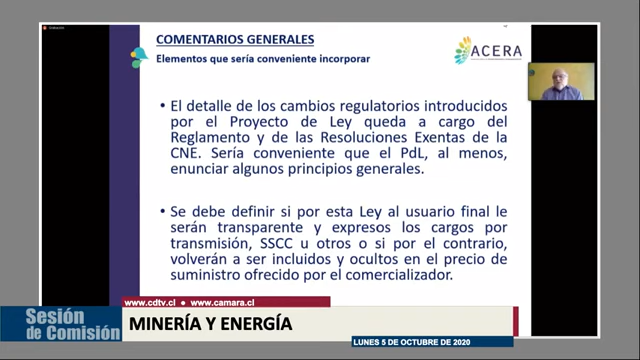 COMENTARIOS GENERALES
Elementos que sería conveniente incorporar
ACERA
• El detalle de los cambios regulatorios introducidos
por el Proyecto de Ley queda a cargo del
Reglamento y de las Resoluciones Exentas de la
CNE. Sería conveniente que el PdL, al menos,
enunciar algunos principios generales.
• Se debe definir si por esta Ley al usuario final le
serán transparente y expresos los cargos por
transmisión, SSCC u otros o si por el contrario,
volverán a ser incluidos y ocultos en el precio de
suministro ofrecido por el comercializador.
www.cdtv.cl • www.camara.cl
Sesión
de Comisión
MINERÍA Y ENERGÍA
LUNES 5 DE OCTUBRE DE 2020